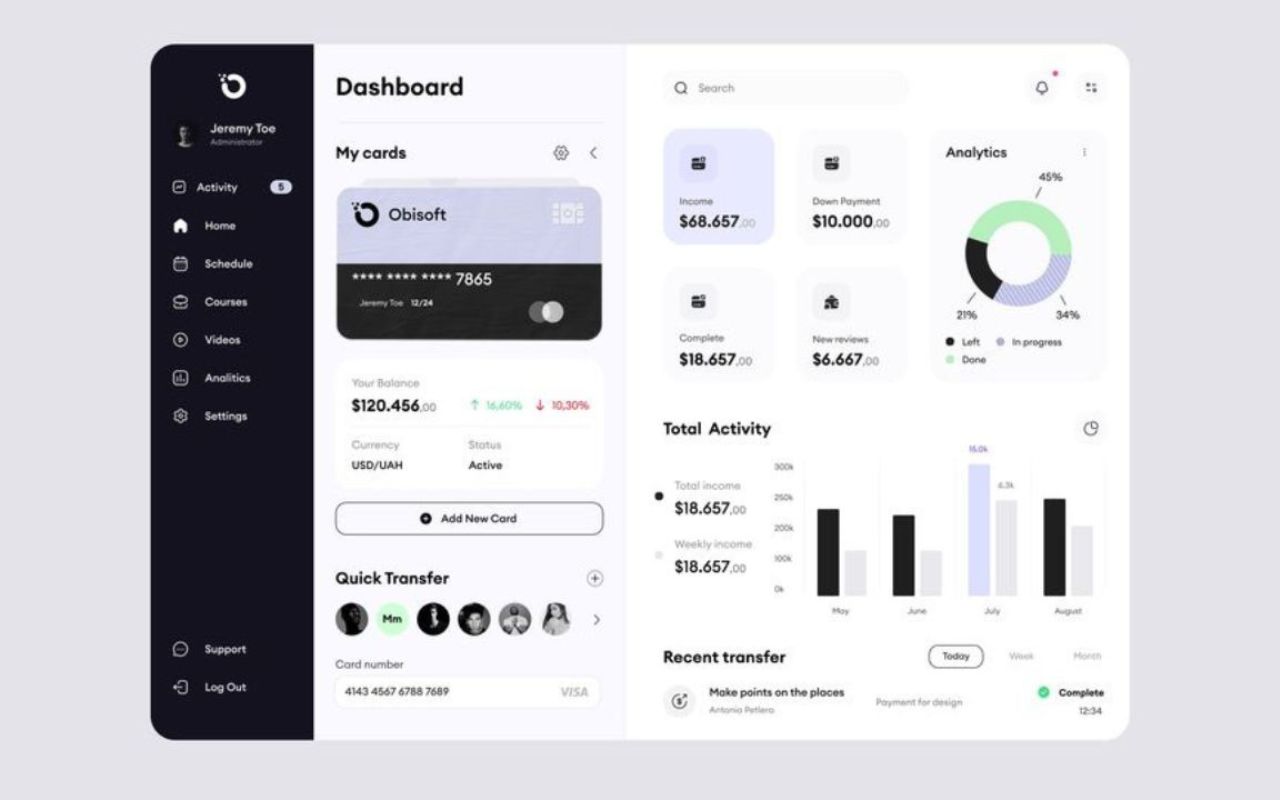 Jeremy Toe
Administrator
Activity 5
Home
Schedule
Courses
Videos
Analitics
Settings
Support
Log Out
Dashboard
My cards
Obisoft
**** **** **** 7865
Jeremy Toe 12/24
Your Balance
$120.456,00 ↑ 16,60% ↓ 10,30%
Currency Status
USD/UAH Active
Add New Card
Quick Transfer
Mm
Card number
4143 4567 6788 7689 VISA
Search
Income
$68.657,00
Down Payment
$10.000,00
Complete
$18.657,00
New reviews
$6.667,00
Analytics
45%
21% 34%
Left In progress
Done
Total Activity
Total income
$18.657,00
Weekly income
$18.657,00
300k
250k
200k
100k
0k
15.0k
6.3k
May June July August
Recent transfer Today Week Month
Make points on the places
Antonia Petlera
Payment for design
Complete
12:34